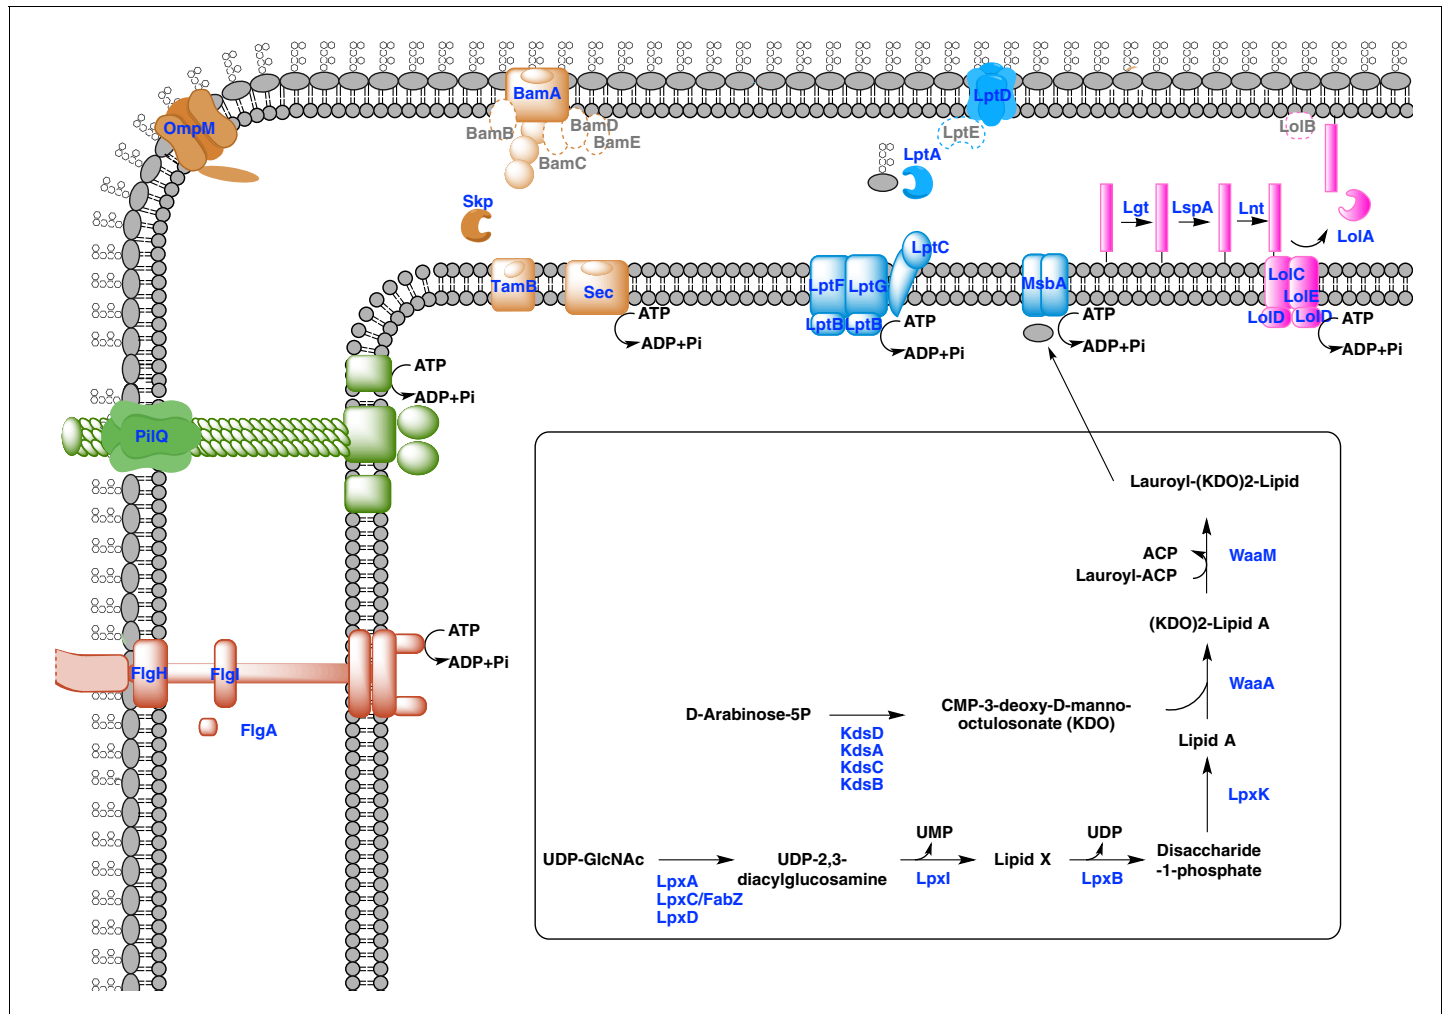 BamA
LptD
OmpM
BamB
BamD
BamE
BamC
LptE
LolB
LptA
Skp
Lgt
LspA
Lnt
LolA
LptC
TamB
Sec
LptF
LptG
MsbA
LolC
LolE
LptB
LptB
LolD
LolD
ATP
ADP+Pi
ATP
ADP+Pi
ATP
ADP+Pi
ATP
ADP+Pi
ATP
ADP+Pi
PilQ
Lauroyl-(KDO)2-Lipid
ACP
Lauroyl-ACP
WaaM
(KDO)2-Lipid A
ATP
ADP+Pi
FlgH
FlgI
FlgA
WaaA
D-Arabinose-5P
CMP-3-deoxy-D-manno-
octulosonate (KDO)
KdsD
KdsA
KdsC
KdsB
Lipid A
LpxK
UMP
UDP
UDP-GlcNAc
UDP-2,3-
diacylglucosamine
Lipid X
Disaccharide
-1-phosphate
LpxA
LpxC/FabZ
LpxD
LpxI
LpxB